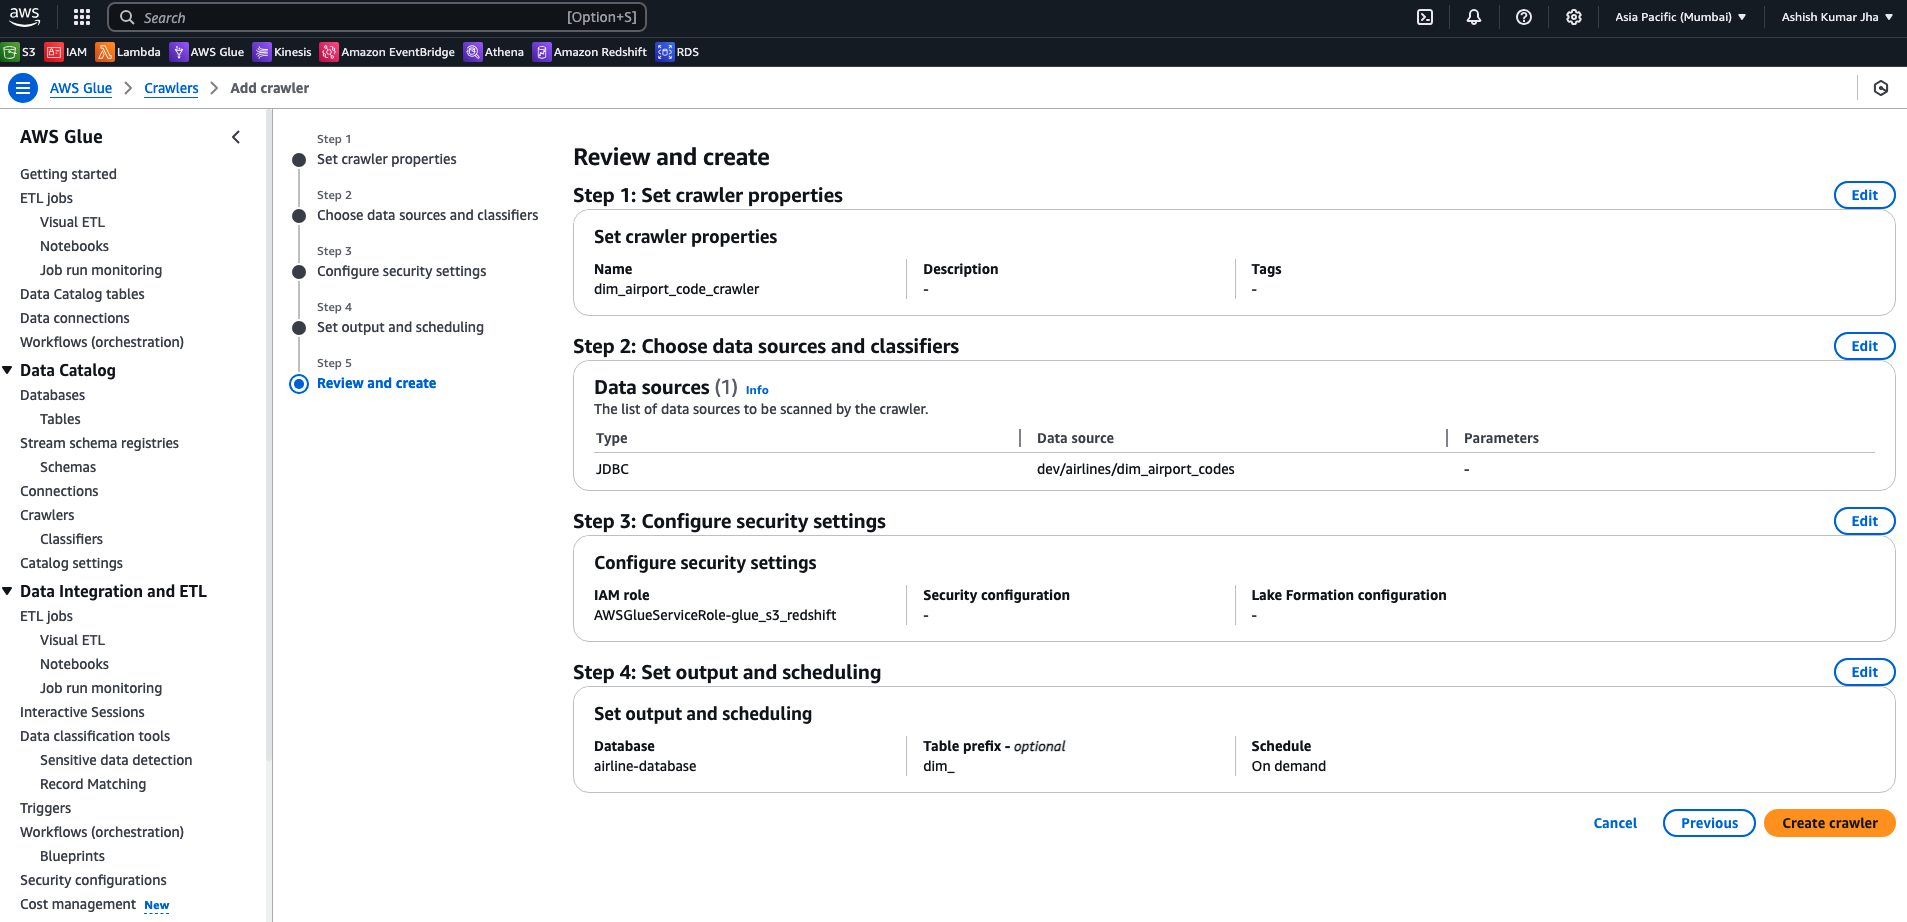 aws
Search [Option+S]
Asia Pacific (Mumbai) Ashish Kumar Jha
S3 IAM Lambda AWS Glue Kinesis Amazon EventBridge Athena Amazon Redshift RDS
AWS Glue Crawlers Add crawler
AWS Glue
Getting started
ETL jobs
Visual ETL
Notebooks
Job run monitoring
Data Catalog tables
Data connections
Workflows (orchestration)
Data Catalog
Databases
Tables
Stream schema registries
Schemas
Connections
Crawlers
Classifiers
Catalog settings
Data Integration and ETL
ETL jobs
Visual ETL
Notebooks
Job run monitoring
Interactive Sessions
Data classification tools
Sensitive data detection
Record Matching
Triggers
Workflows (orchestration)
Blueprints
Security configurations
Cost management New
Step 1
Set crawler properties
Step 2
Choose data sources and classifiers
Step 3
Configure security settings
Step 4
Set output and scheduling
Step 5
Review and create
Review and create
Step 1: Set crawler properties Edit
Set crawler properties
Name Description Tags
dim_airport_code_crawler - -
Step 2: Choose data sources and classifiers Edit
Data sources (1) Info
The list of data sources to be scanned by the crawler.
Type Data source Parameters
JDBC dev/airlines/dim_airport_codes -
Step 3: Configure security settings Edit
Configure security settings
IAM role Security configuration Lake Formation configuration
AWSGlueServiceRole-glue_s3_redshift - -
Step 4: Set output and scheduling Edit
Set output and scheduling
Database Table prefix - optional Schedule
airline-database dim_ On demand
Cancel Previous Create crawler